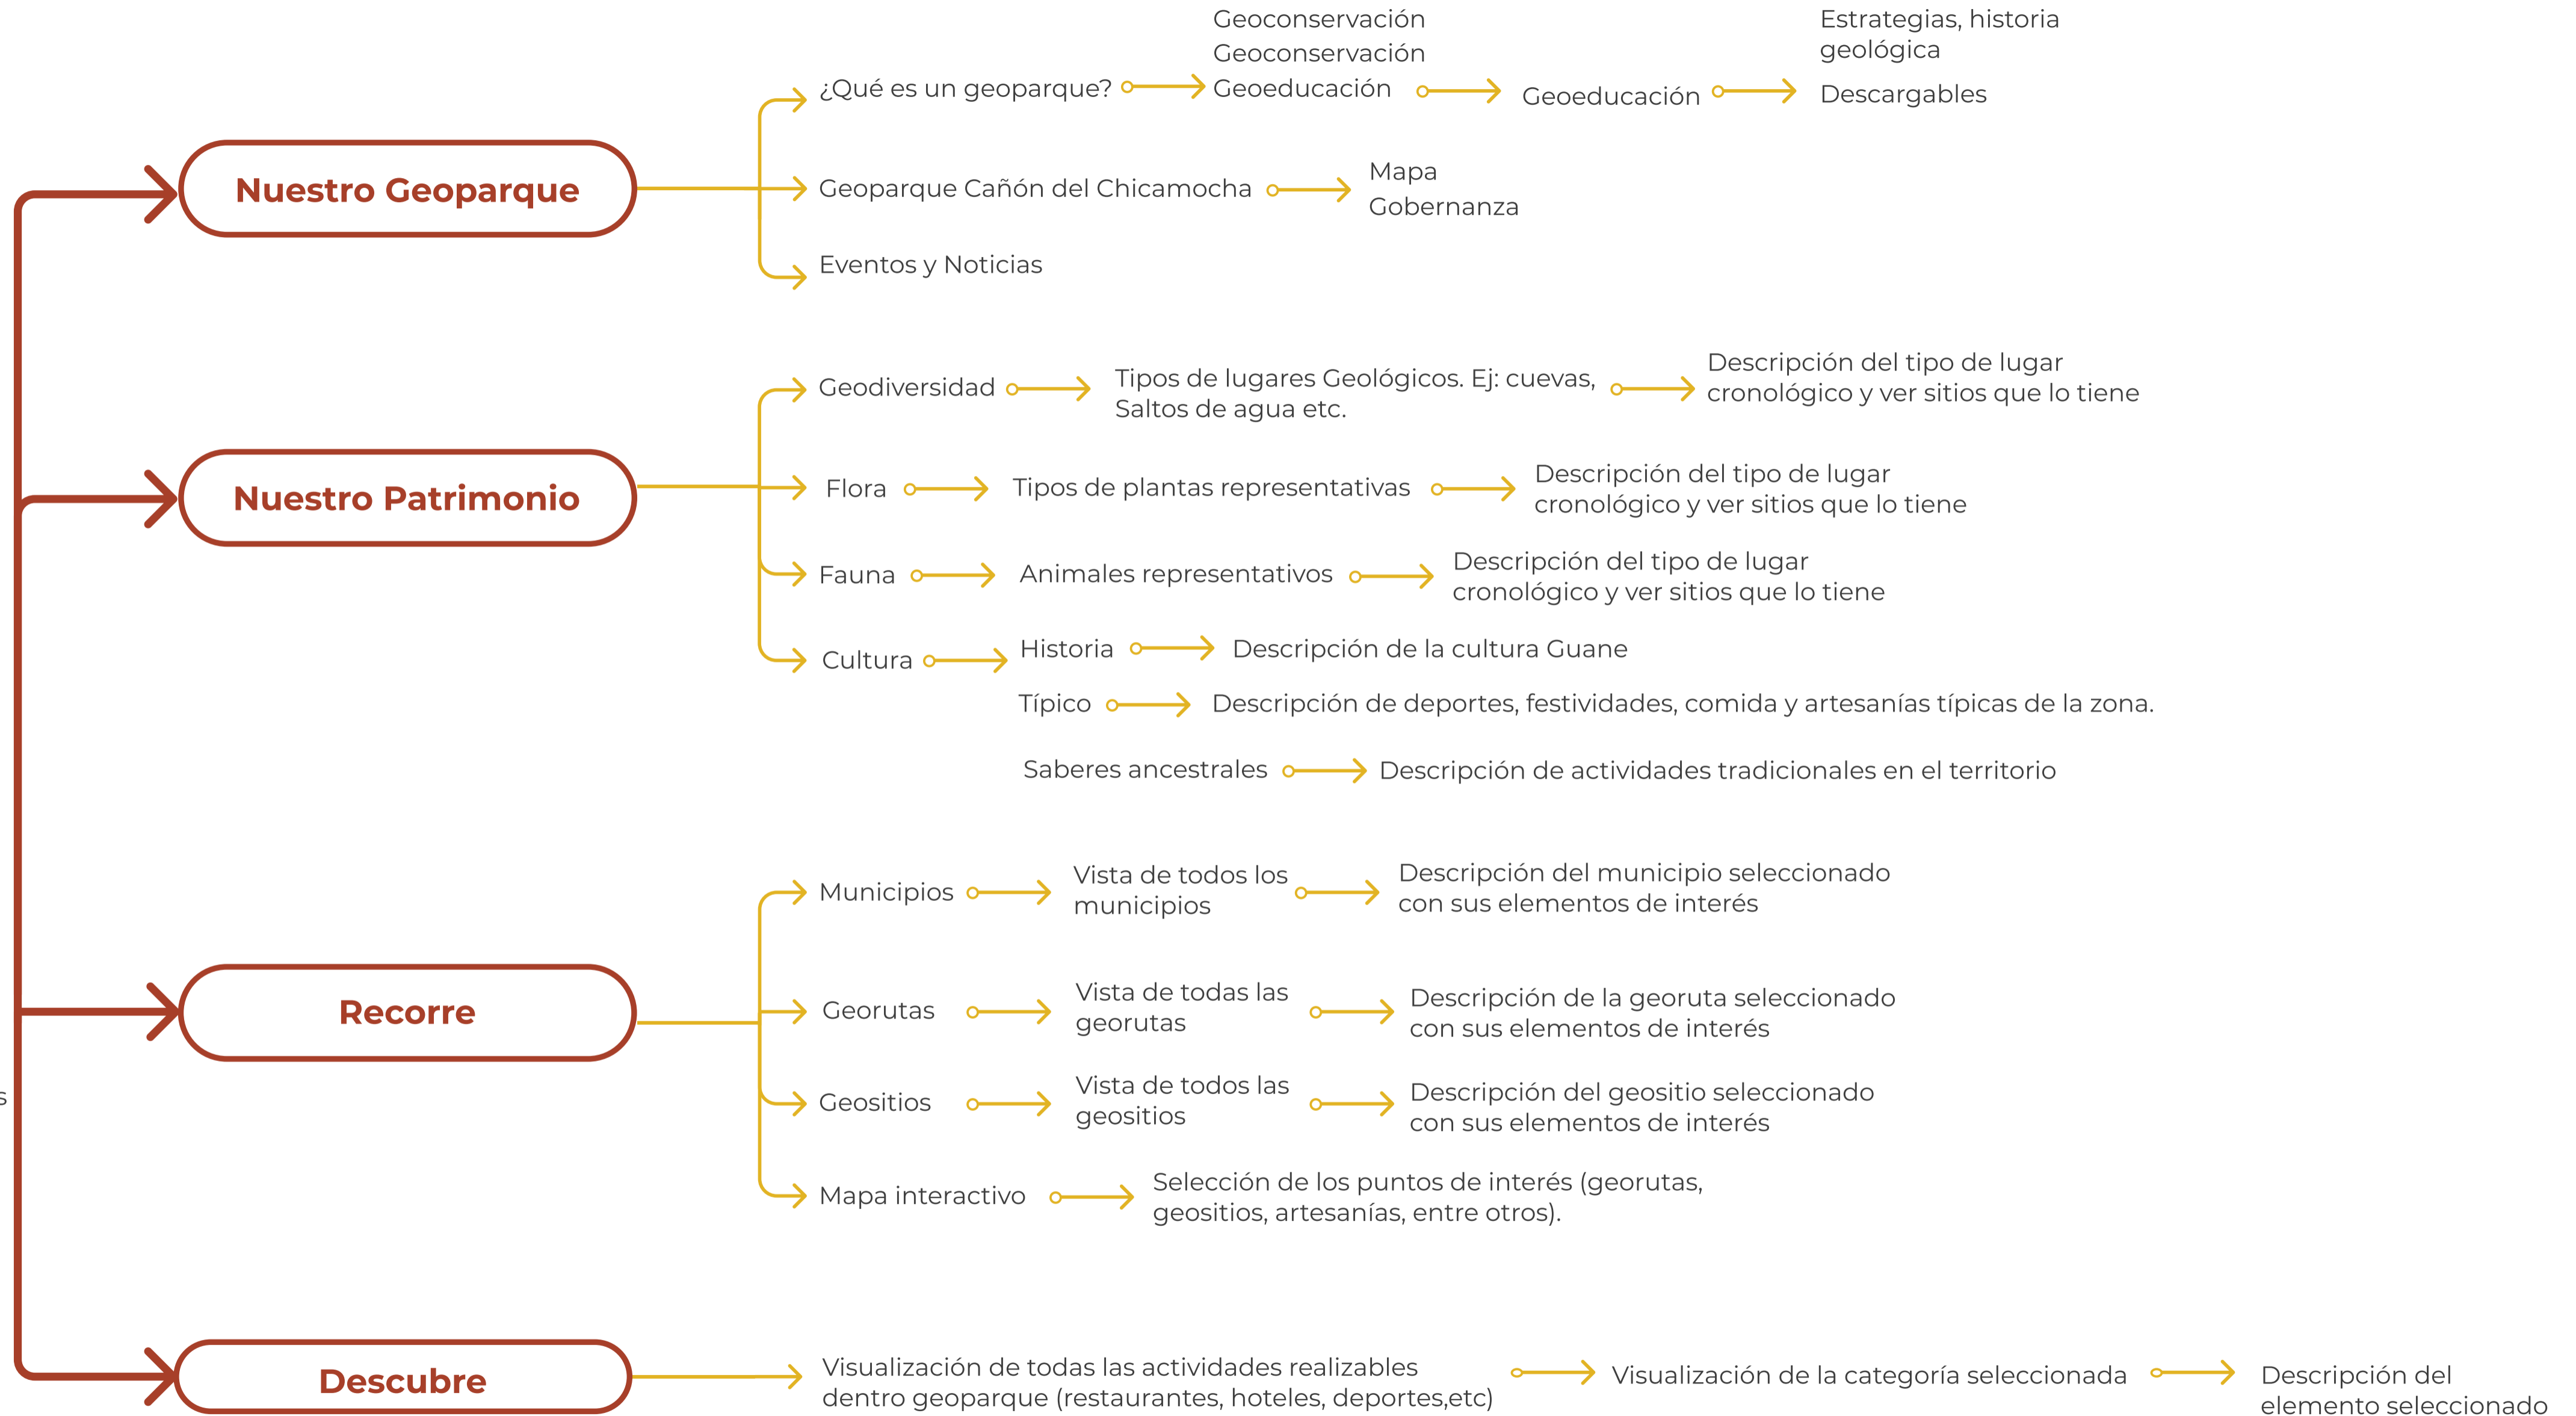 Geoconservación
Geoconservación
¿Qué es un geoparque?
Geoeducación
Geoeducación
Estrategias, historia
geológica
Descargables
Nuestro Geoparque
Geoparque Cañón del Chicamocha
Mapa
Gobernanza
Eventos y Noticias
Nuestro Patrimonio
Geodiversidad
Tipos de lugares Geológicos. Ej: cuevas,
Saltos de agua etc.
Descripción del tipo de lugar
cronológico y ver sitios que lo tiene
Flora
Tipos de plantas representativas
Descripción del tipo de lugar
cronológico y ver sitios que lo tiene
Fauna
Animales representativos
Descripción del tipo de lugar
cronológico y ver sitios que lo tiene
Cultura
Historia
Descripción de la cultura Guane
Típico
Descripción de deportes, festividades, comida y artesanías típicas de la zona.
Saberes ancestrales
Descripción de actividades tradicionales en el territorio
s
Recorre
Municipios
Vista de todos los
municipios
Descripción del municipio seleccionado
con sus elementos de interés
Georutas
Vista de todas las
georutas
Descripción de la georuta seleccionado
con sus elementos de interés
Geositios
Vista de todos las
geositios
Descripción del geositio seleccionado
con sus elementos de interés
Mapa interactivo
Selección de los puntos de interés (georutas,
geositios, artesanías, entre otros).
Descubre
Visualización de todas las actividades realizables
dentro geoparque (restaurantes, hoteles, deportes,etc)
Visualización de la categoría seleccionada
Descripción del
elemento seleccionado